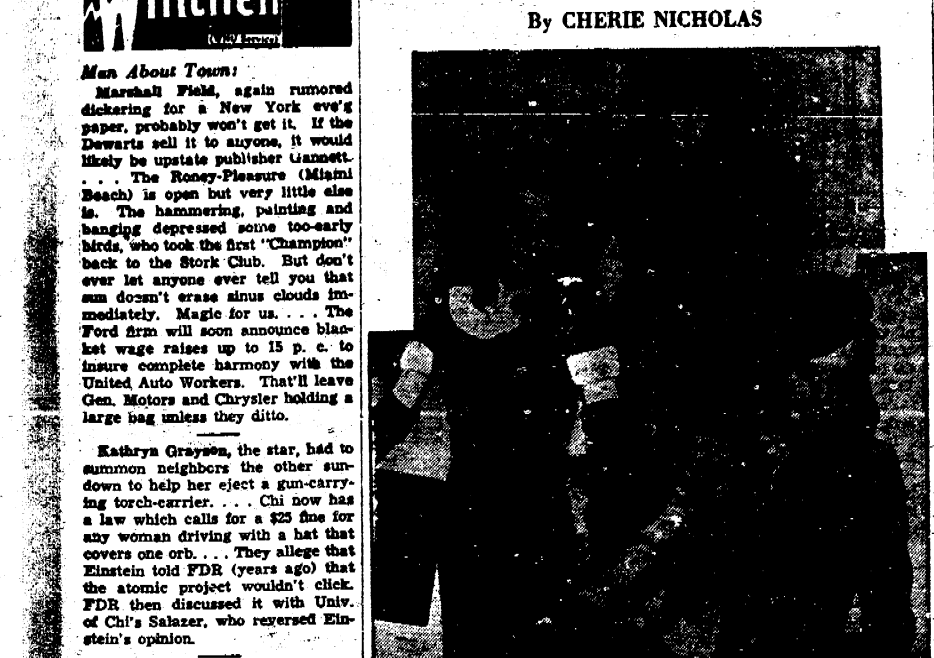 (WNU Service)
Man About Town:
Marshall Field, again rumored
dickering for a New York eve'g
paper, probably won't get it. If the
Dewarts sell it to anyone, it would
likely be upstate publisher Gannett.
. . . The Roney-Pleasure (Miami
Beach) is open but very little else
is. The hammering, painting and
banging depressed some too-early
birds, who took the first "Champion"
back to the Stork Club. But don't
ever let anyone ever tell you that
sun doesn't erase sinus clouds im-
mediately. Magic for us. . . . The
Ford firm will soon announce blan-
ket wage raises up to 15 p. c. to
insure complete harmony with the
United Auto Workers. That'll leave
Gen. Motors and Chrysler holding a
large bag unless they ditto.
Kathryn Grayson, the star, had to
summon neighbors the other sun-
down to help her eject a gun-carry-
ing torch-carrier. . . . Chi now has
a law which calls for a $25 fine for
any woman driving with a hat that
covers one orb. . . . They allege that
Einstein told FDR (years ago) that
the atomic project wouldn't click.
FDR then discussed it with Univ.
of Chi's Salazer, who reversed Ein-
stein's opinion.
By CHERIE NICHOLAS